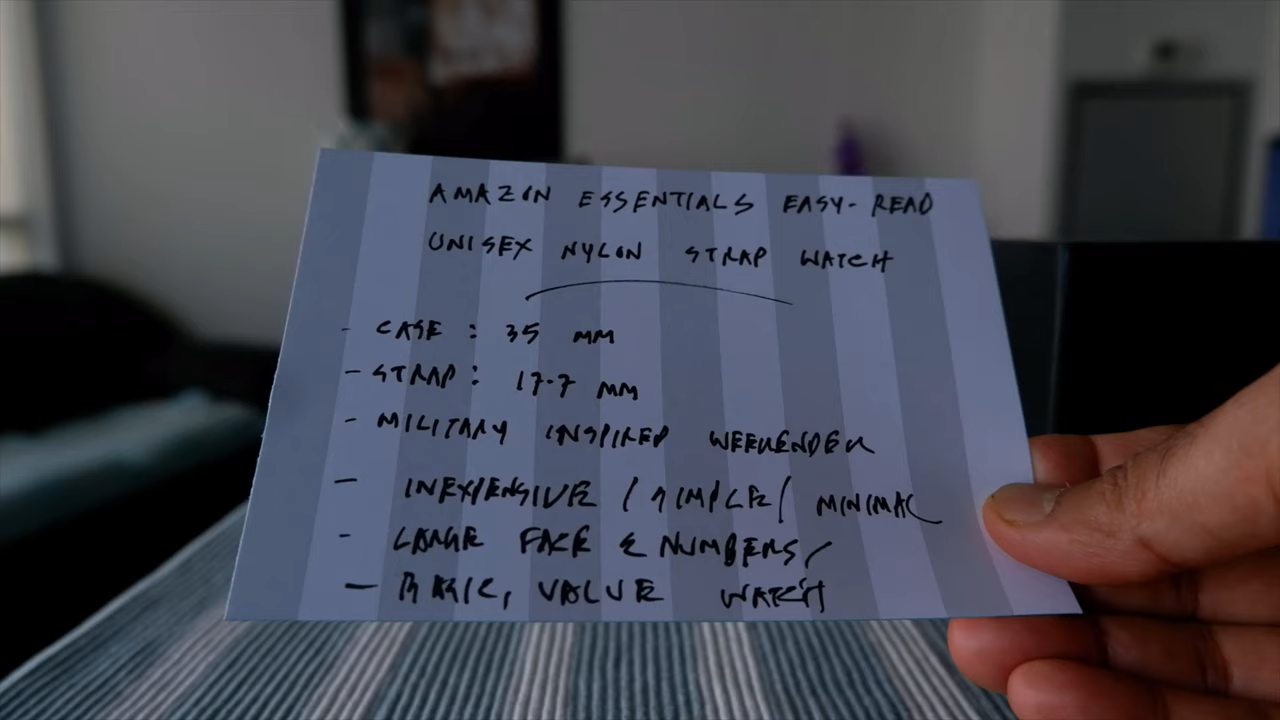 AMAZON ESSENTIALS EASY-READ
UNISEX NYLON STRAP WATCH
- CASE : 35 MM
- STRAP : 17.7 MM
- MILITARY INSPIRED WEEKENDER
- INEXPENSIVE / SIMPLE / MINIMAL
- LARGE FACE & NUMBERS /
- BASIC, VALUE WATCH